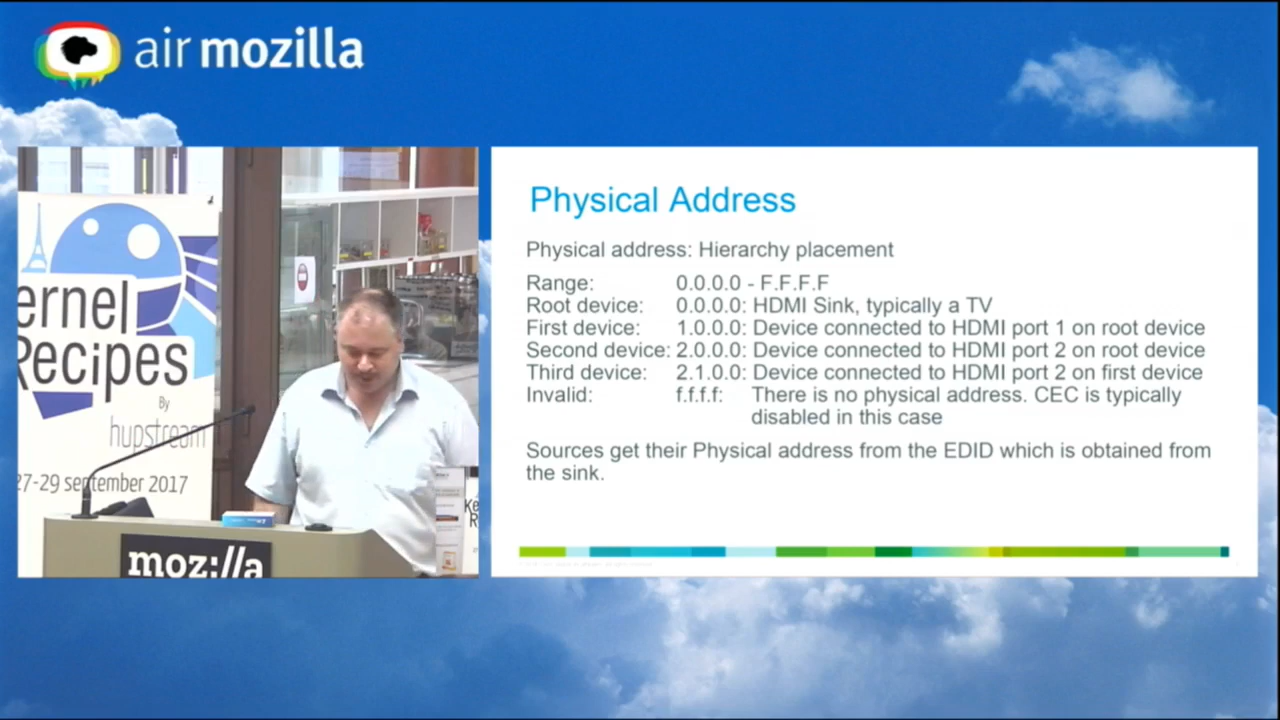 air mozilla
ernel
Recipes
By
hupstream
27-29 september 2017
moz://a
Ke
R
Physical Address
Physical address: Hierarchy placement
Range: 0.0.0.0 - F.F.F.F
Root device: 0.0.0.0: HDMI Sink, typically a TV
First device: 1.0.0.0: Device connected to HDMI port 1 on root device
Second device: 2.0.0.0: Device connected to HDMI port 2 on root device
Third device: 2.1.0.0: Device connected to HDMI port 2 on first device
Invalid: f.f.f.f: There is no physical address. CEC is typically
disabled in this case
Sources get their Physical address from the EDID which is obtained from
the sink.